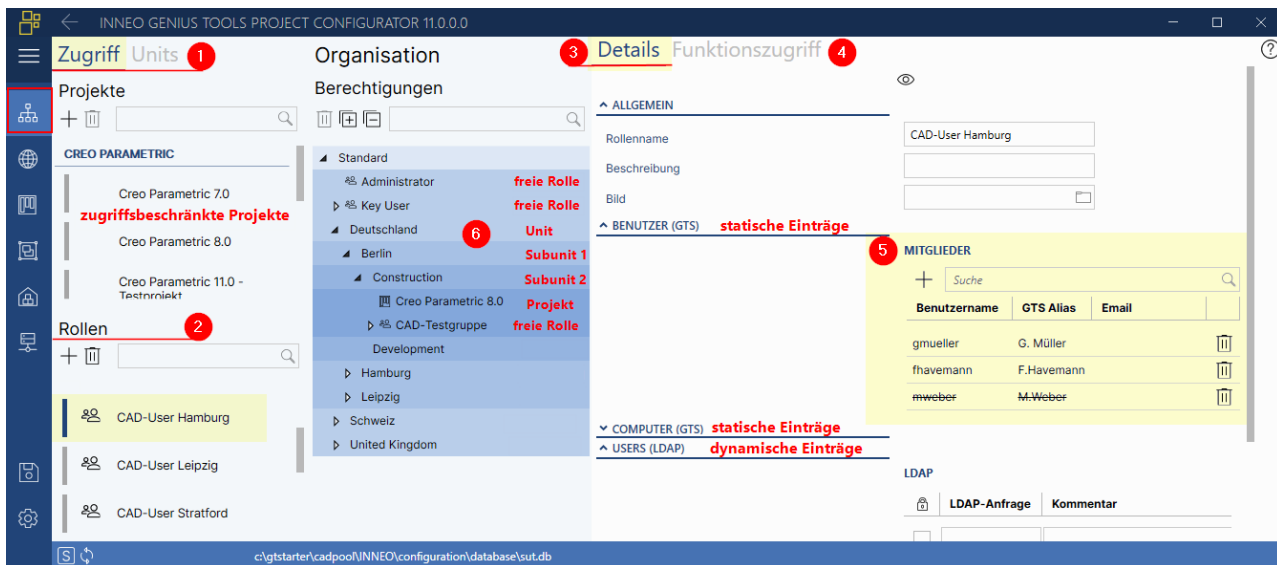 INNEO GENIUS TOOLS PROJECT CONFIGURATOR 11.0.0.0
Zugriff Units 1
Projekte
CREO PARAMETRIC
Creo Parametric 7.0
zugriffsbeschränkte Projekte
Creo Parametric 8.0
Creo Parametric 11.0 -
Testprojekt
Rollen 2
CAD-User Hamburg
CAD-User Leipzig
CAD-User Stratford
Organisation
Berechtigungen
Standard
Administrator freie Rolle
Key User freie Rolle
Deutschland 6 Unit
Berlin Subunit 1
Construction Subunit 2
Creo Parametric 8.0 Projekt
CAD-Testgruppe freie Rolle
Development
Hamburg
Leipzig
Schweiz
United Kingdom
3 Details Funktionszugriff 4
ALLGEMEIN
Rollenname CAD-User Hamburg
Beschreibung
Bild
BENUTZER (GTS) statische Einträge
5 MITGLIEDER
Suche
Benutzername GTS Alias Email
gmueller G. Müller
fhavemann F.Havemann
mweber M.Weber
COMPUTER (GTS) statische Einträge
USERS (LDAP) dynamische Einträge
LDAP
LDAP-Anfrage Kommentar
S c:\gtstarter\cadpool\INNEO\configuration\database\sut.db